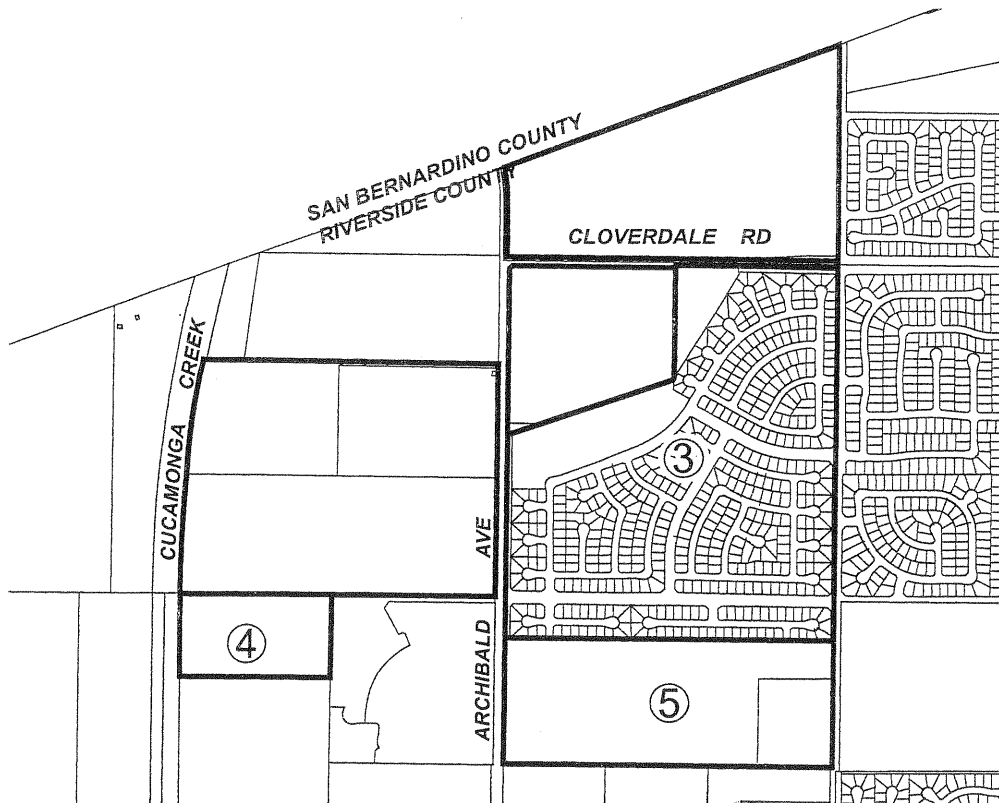 SAN BERNARDINO COUNTY
RIVERSIDE COUNTY
CLOVERDALE RD
CUCAMONGA CREEK
3
ARCHIBALD AVE
4
5